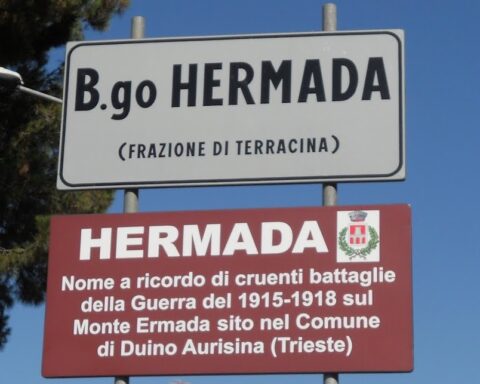 B.go HERMADA
(FRAZIONE DI TERRACINA)
HERMADA
Nome a ricordo di cruenti battaglie
della Guerra del 1915-1918 sul
Monte Ermada sito nel Comune
di Duino Aurisina (Trieste)